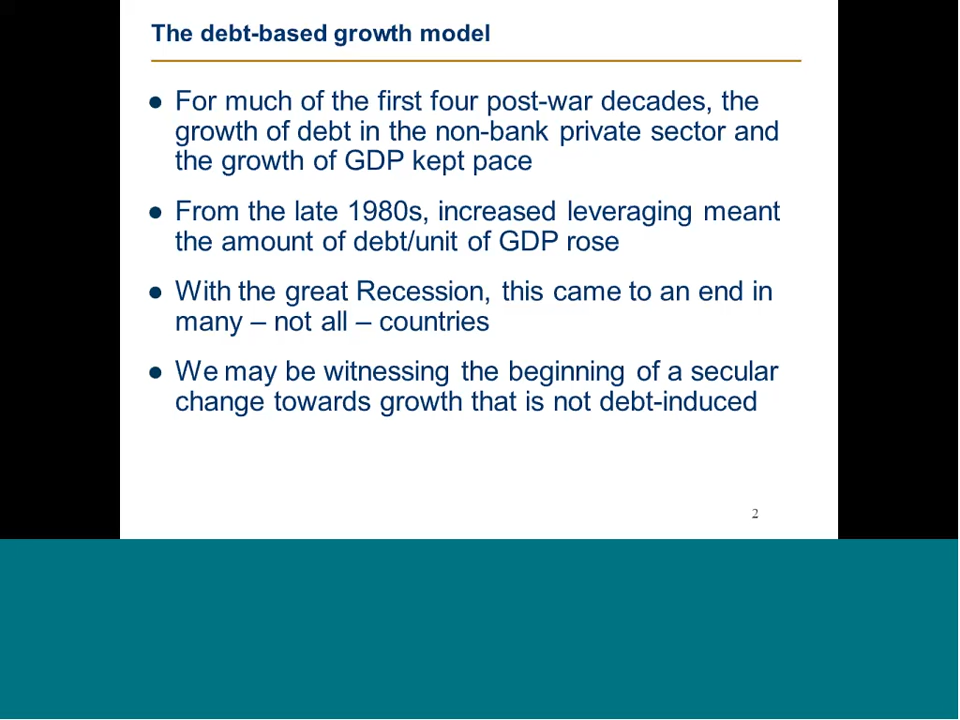 The debt-based growth model
● For much of the first four post-war decades, the
growth of debt in the non-bank private sector and
the growth of GDP kept pace
● From the late 1980s, increased leveraging meant
the amount of debt/unit of GDP rose
● With the great Recession, this came to an end in
many – not all – countries
● We may be witnessing the beginning of a secular
change towards growth that is not debt-induced
2